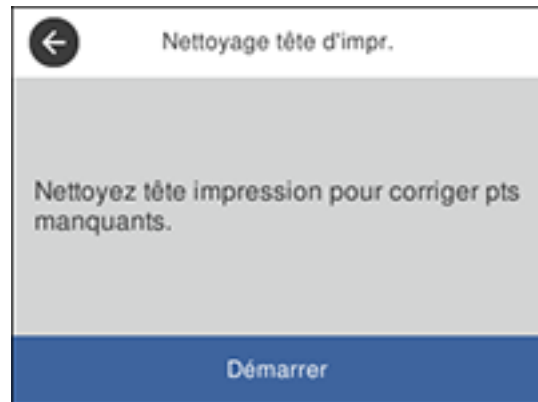 Nettoyage tête d'impr.
Nettoyez tête impression pour corriger pts
manquants.
Démarrer